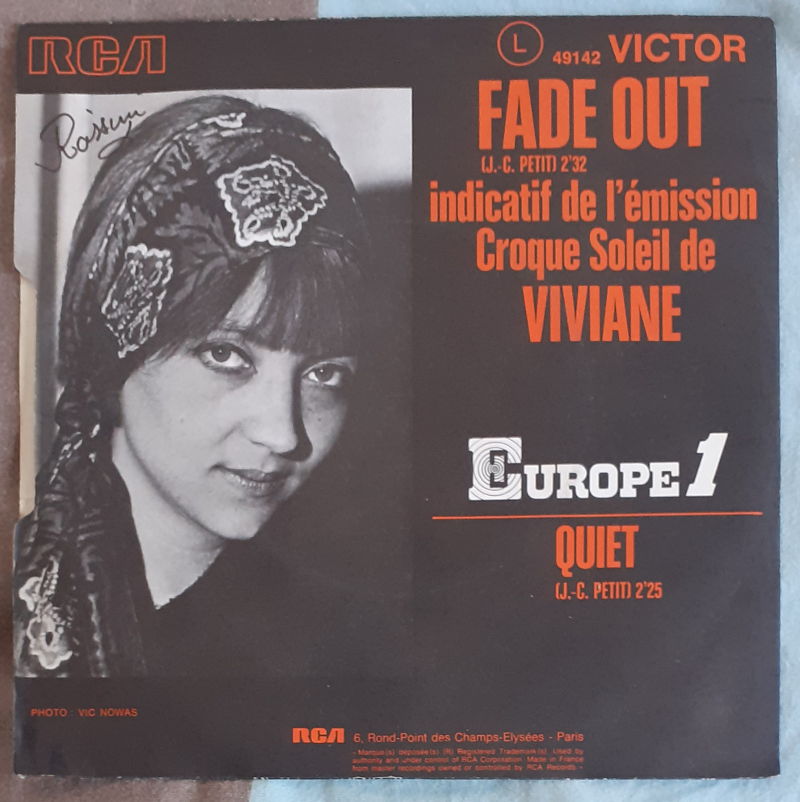 RCA
L 49142 VICTOR
FADE OUT
(J.-C. PETIT) 2'32
indicatif de l'émission
Croque Soleil de
VIVIANE
EUROPE 1
QUIET
(J.-C. PETIT) 2'25
PHOTO : VIC NOWAS
RCA 6, Rond-Point des Champs-Elysées - Paris
- Marque(s) déposée(s) (R) Registered Trademark(s). Used by
authority and under control of RCA Corporation. Made in France
from master recordings owned or controlled by RCA Records -